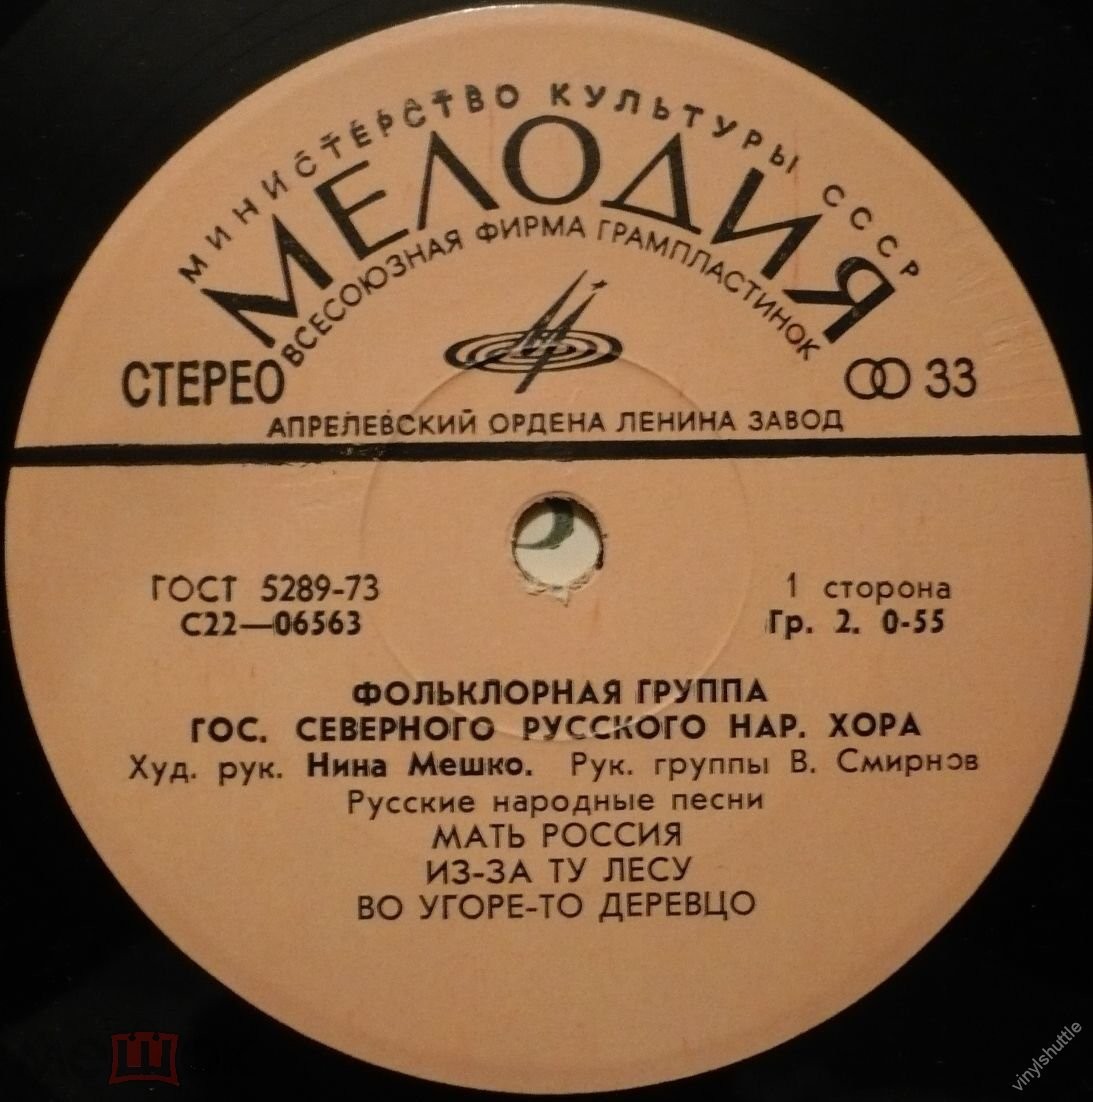 МИНИСТЕРСТВО КУЛЬТУРЫ СССР
МЕЛОДИЯ
ВСЕСОЮЗНАЯ ФИРМА ГРАМПЛАСТИНОК
СТЕРЕО
33
АПРЕЛЕВСКИЙ ОРДЕНА ЛЕНИНА ЗАВОД
ГОСТ 5289-73
С22—06563
1 сторона
Гр. 2. 0-55
ФОЛЬКЛОРНАЯ ГРУППА
ГОС. СЕВЕРНОГО РУССКОГО НАР. ХОРА
Худ. рук. Нина Мешко. Рук. группы В. Смирнов
Русские народные песни
МАТЬ РОССИЯ
ИЗ-ЗА ТУ ЛЕСУ
ВО УГОРЕ-ТО ДЕРЕВЦО
vinylshuttle